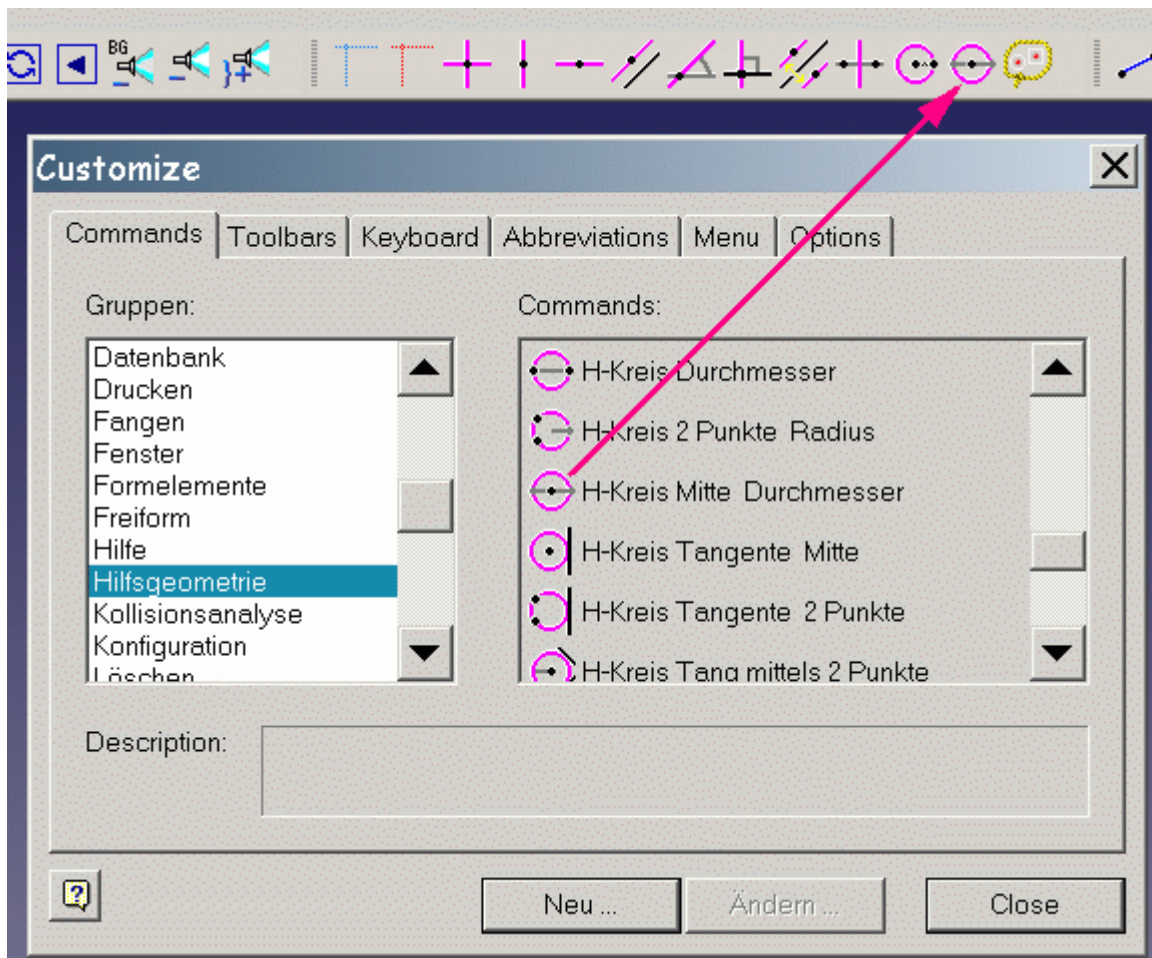 BG
Customize
Commands Toolbars Keyboard Abbreviations Menu Options
Gruppen:
Datenbank
Drucken
Fangen
Fenster
Formelemente
Freiform
Hilfe
Hilfsgeometrie
Kollisionsanalyse
Konfiguration
Löschen
Commands:
H-Kreis Durchmesser
H-Kreis 2 Punkte Radius
H-Kreis Mitte Durchmesser
H-Kreis Tangente Mitte
H-Kreis Tangente 2 Punkte
H-Kreis Tang mittels 2 Punkte
Description:
Neu ... Ändern ... Close